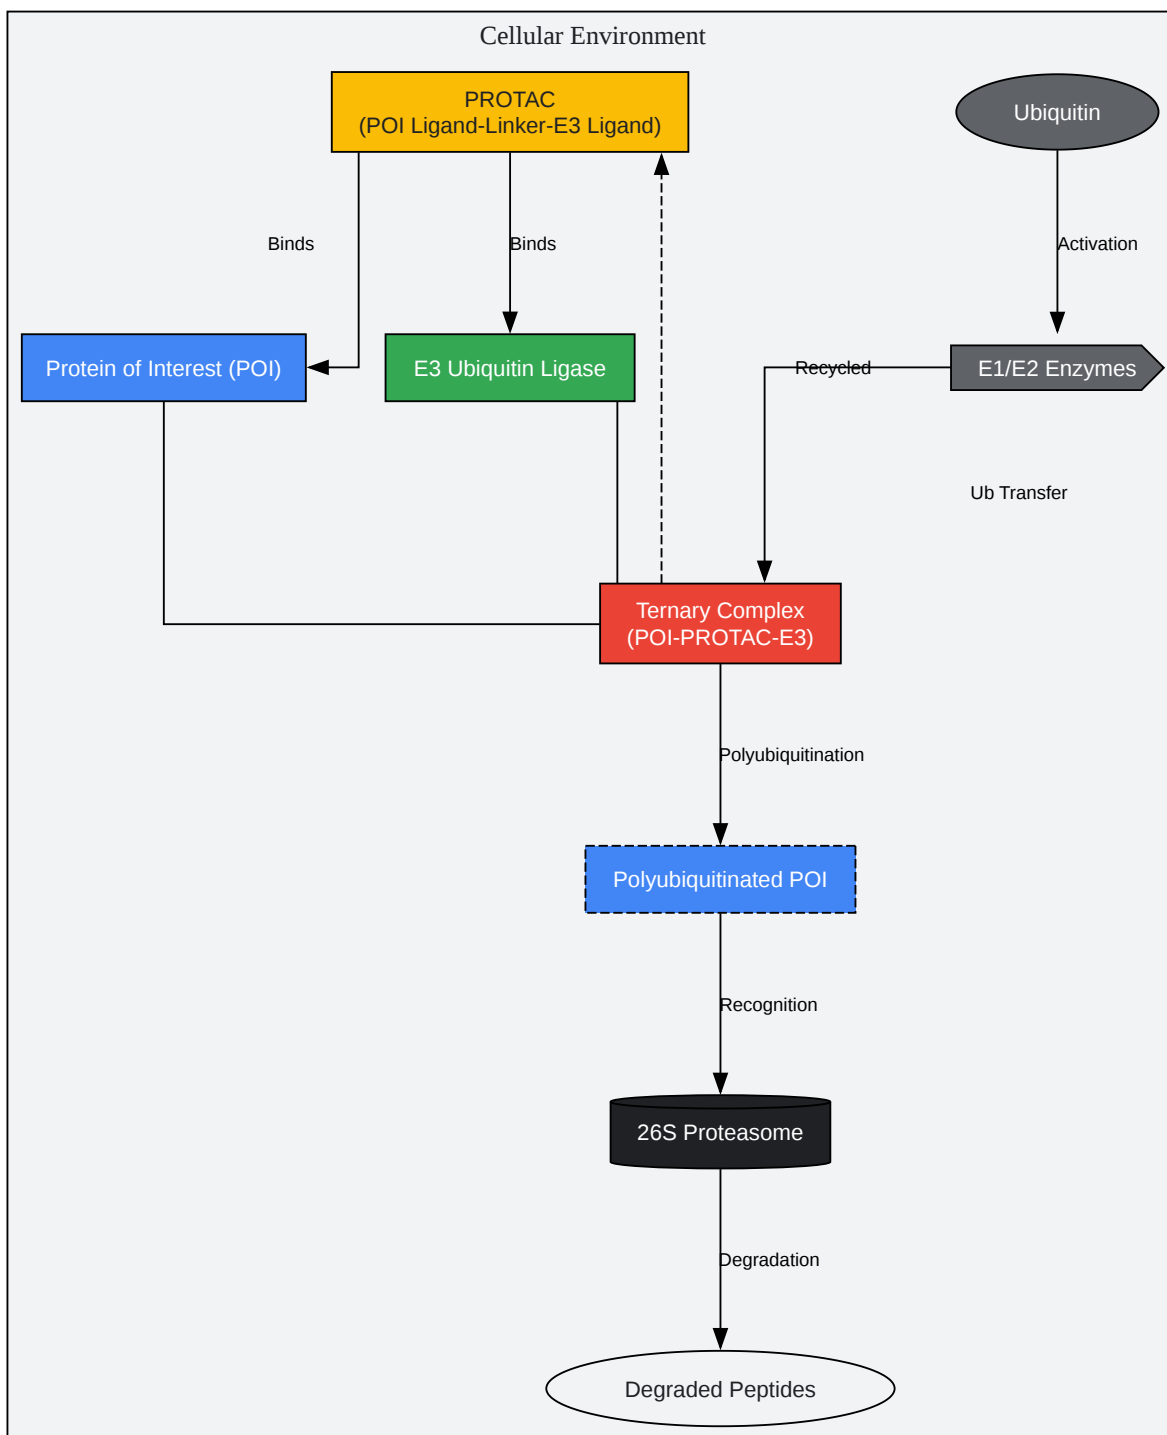 Cellular Environment
PROTAC
(POI Ligand-Linker-E3 Ligand)
Ubiquitin
Binds
Binds
Activation
Protein of Interest (POI)
E3 Ubiquitin Ligase
Recycled
E1/E2 Enzymes
Ub Transfer
Ternary Complex
(POI-PROTAC-E3)
Polyubiquitination
Polyubiquitinated POI
Recognition
26S Proteasome
Degradation
Degraded Peptides